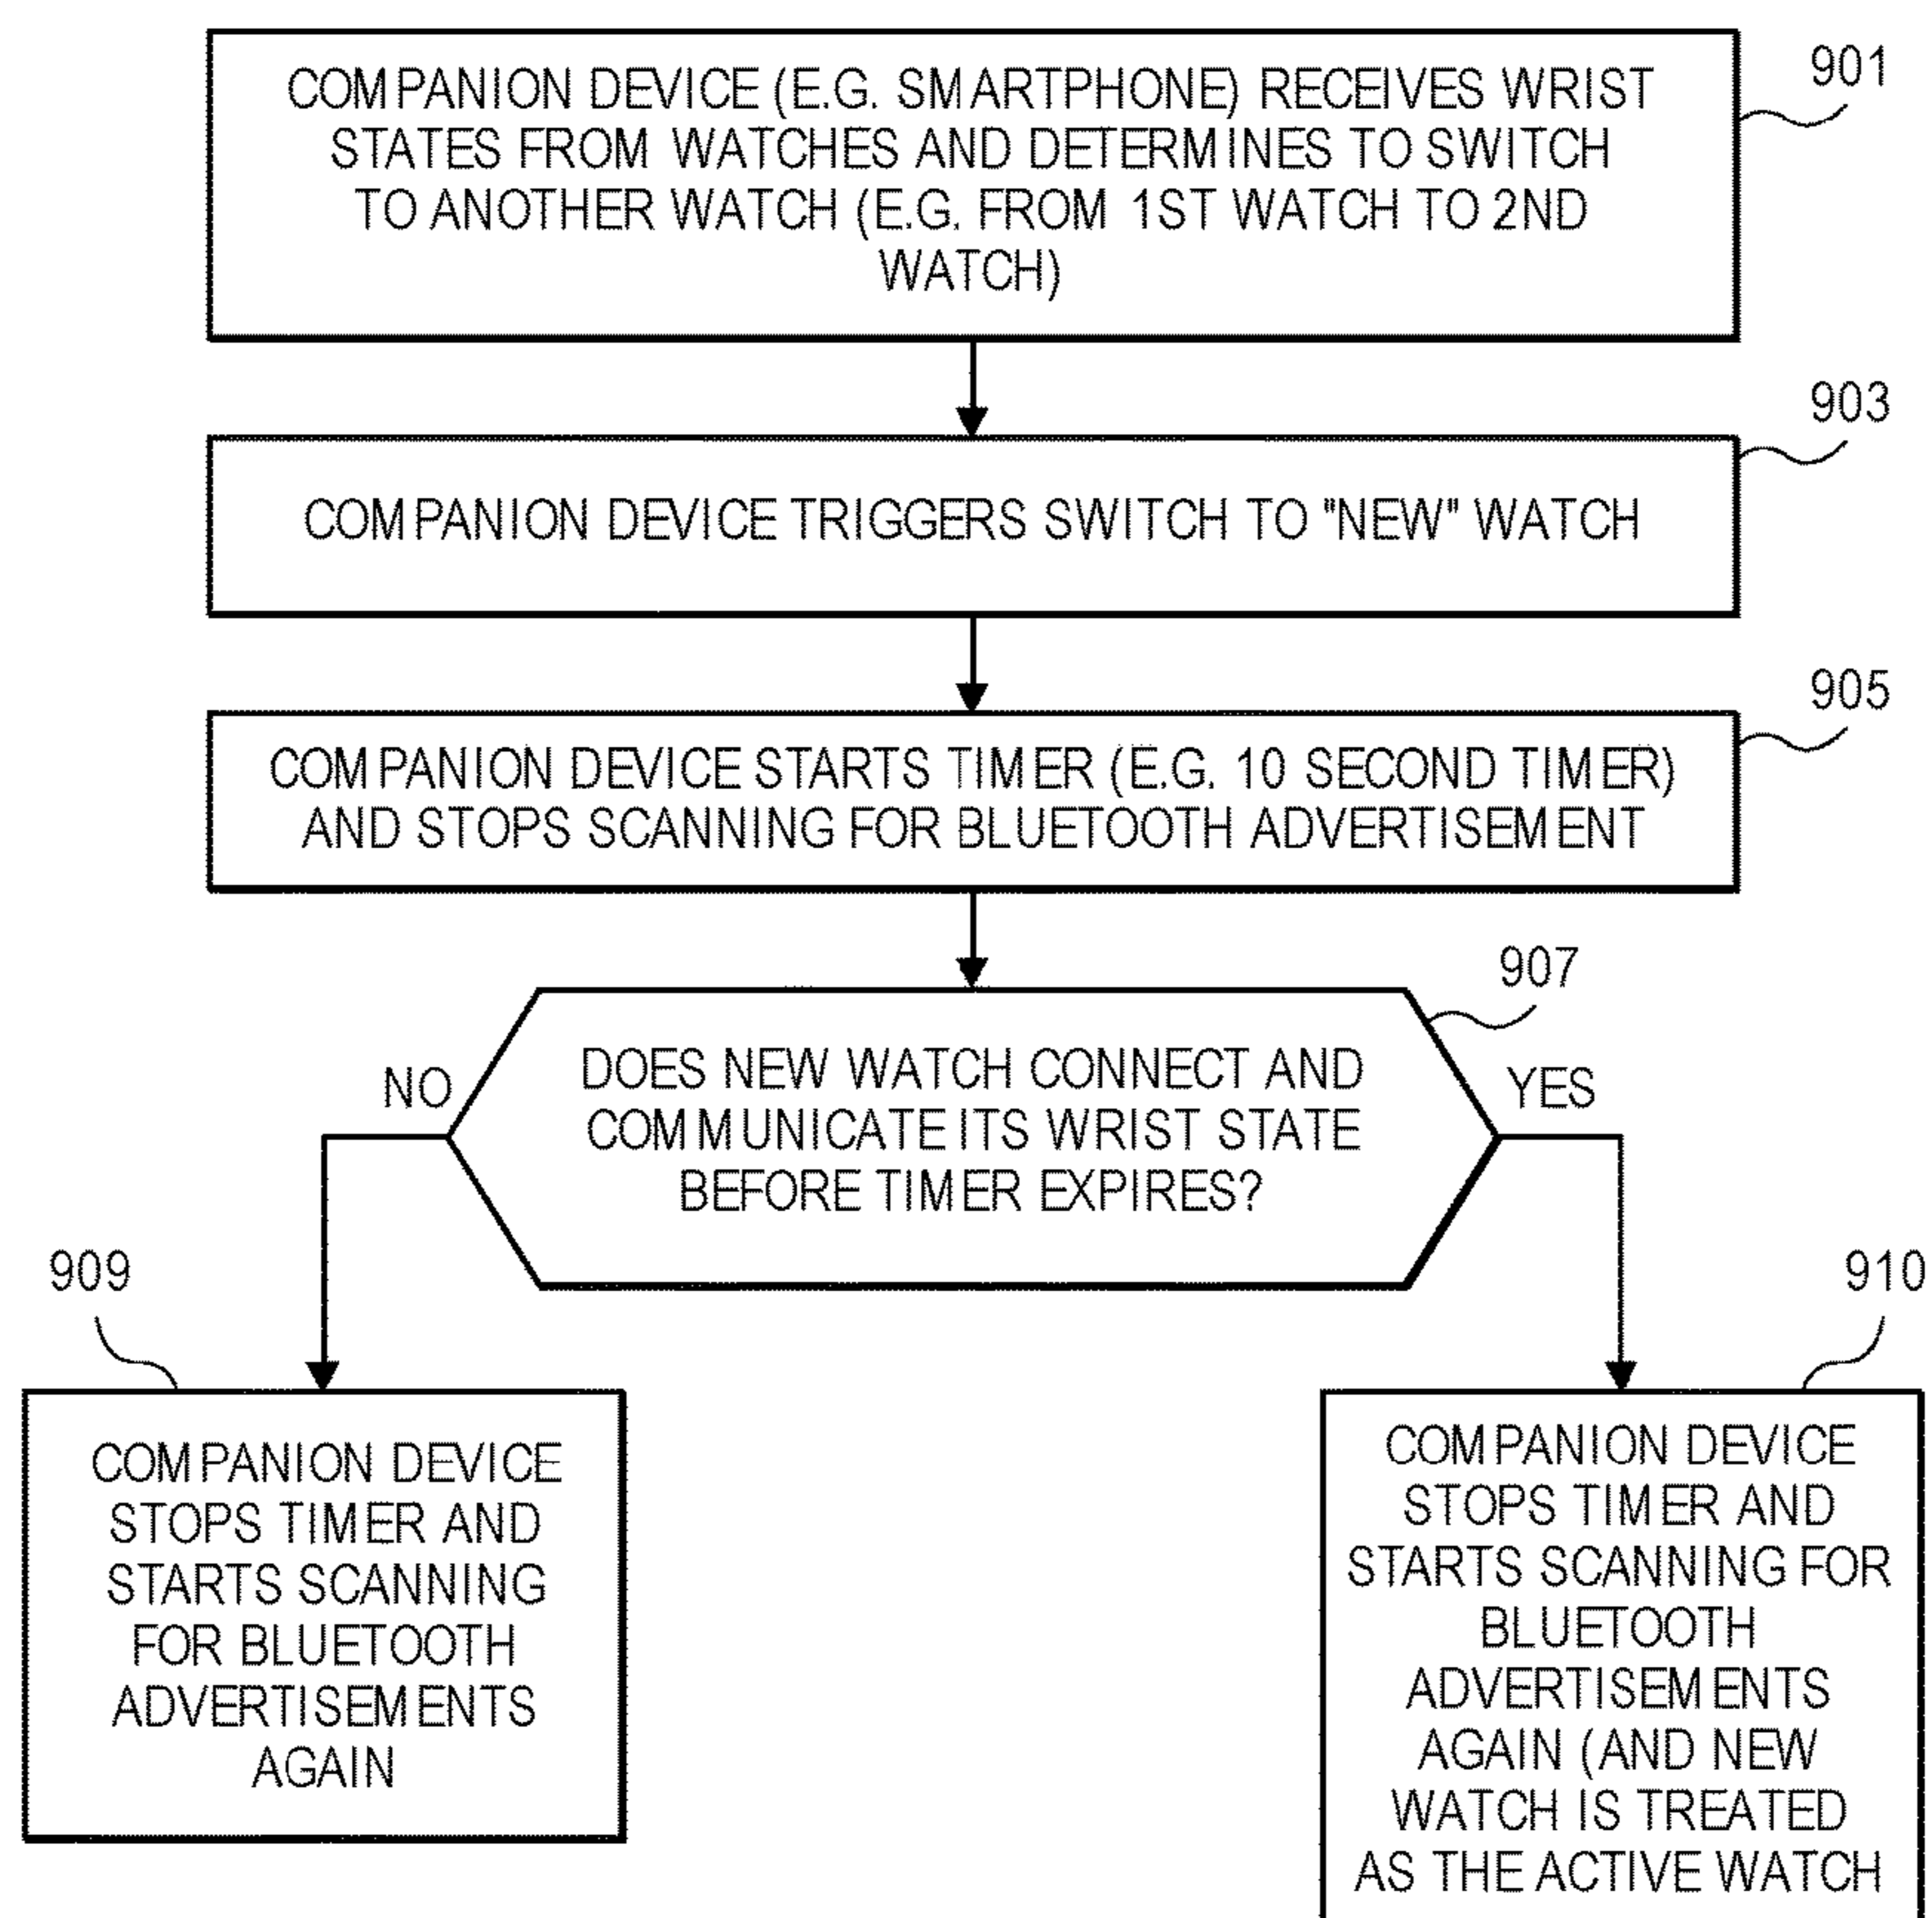 COMPANION DEVICE (E.G. SMARTPHONE) RECEIVES WRIST
STATES FROM WATCHES AND DETERMINES TO SWITCH
TO ANOTHER WATCH (E.G. FROM 1ST WATCH TO 2ND
WATCH)
901
COMPANION DEVICE TRIGGERS SWITCH TO "NEW" WATCH
903
COMPANION DEVICE STARTS TIMER (E.G. 10 SECOND TIMER)
AND STOPS SCANNING FOR BLUETOOTH ADVERTISEMENT
905
DOES NEW WATCH CONNECT AND
COMMUNICATE ITS WRIST STATE
BEFORE TIMER EXPIRES?
907
NO
YES
909
COMPANION DEVICE
STOPS TIMER AND
STARTS SCANNING
FOR BLUETOOTH
ADVERTISEMENTS
AGAIN
910
COMPANION DEVICE
STOPS TIMER AND
STARTS SCANNING FOR
BLUETOOTH
ADVERTISEMENTS
AGAIN (AND NEW
WATCH IS TREATED
AS THE ACTIVE WATCH